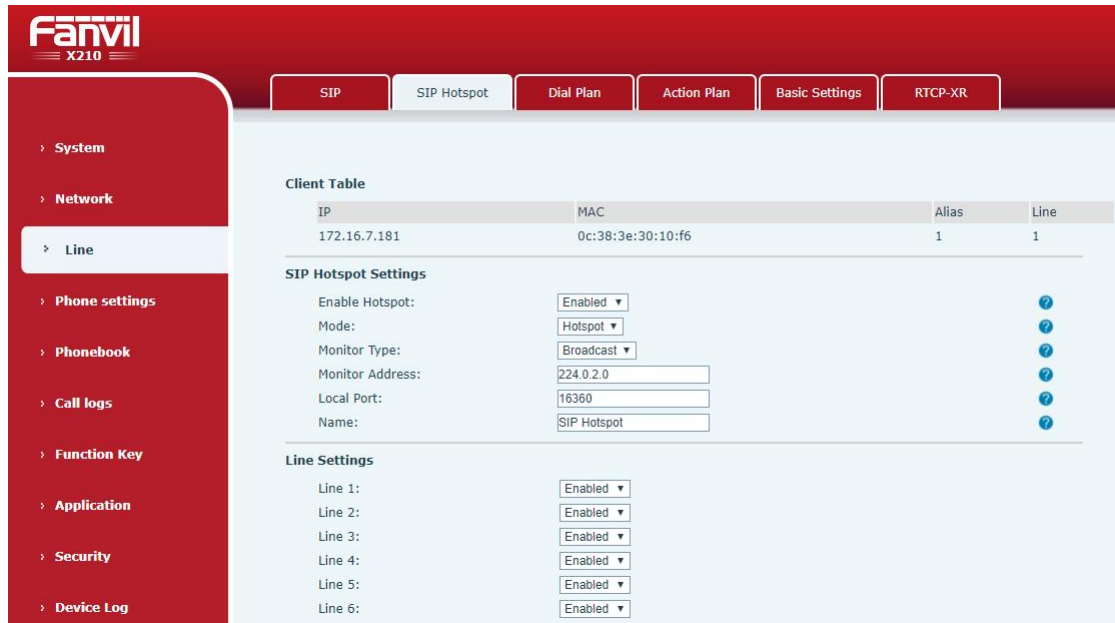 Fanvil
X210
SIP
SIP Hotspot
Dial Plan
Action Plan
Basic Settings
RTCP-XR
› System
› Network
› Line
› Phone settings
› Phonebook
› Call logs
› Function Key
› Application
› Security
› Device Log
Client Table
IP MAC Alias Line
172.16.7.181 0c:38:3e:30:10:f6 1 1
SIP Hotspot Settings
Enable Hotspot: Enabled ▼ ?
Mode: Hotspot ▼ ?
Monitor Type: Broadcast ▼ ?
Monitor Address: 224.0.2.0 ?
Local Port: 16360 ?
Name: SIP Hotspot ?
Line Settings
Line 1: Enabled ▼
Line 2: Enabled ▼
Line 3: Enabled ▼
Line 4: Enabled ▼
Line 5: Enabled ▼
Line 6: Enabled ▼